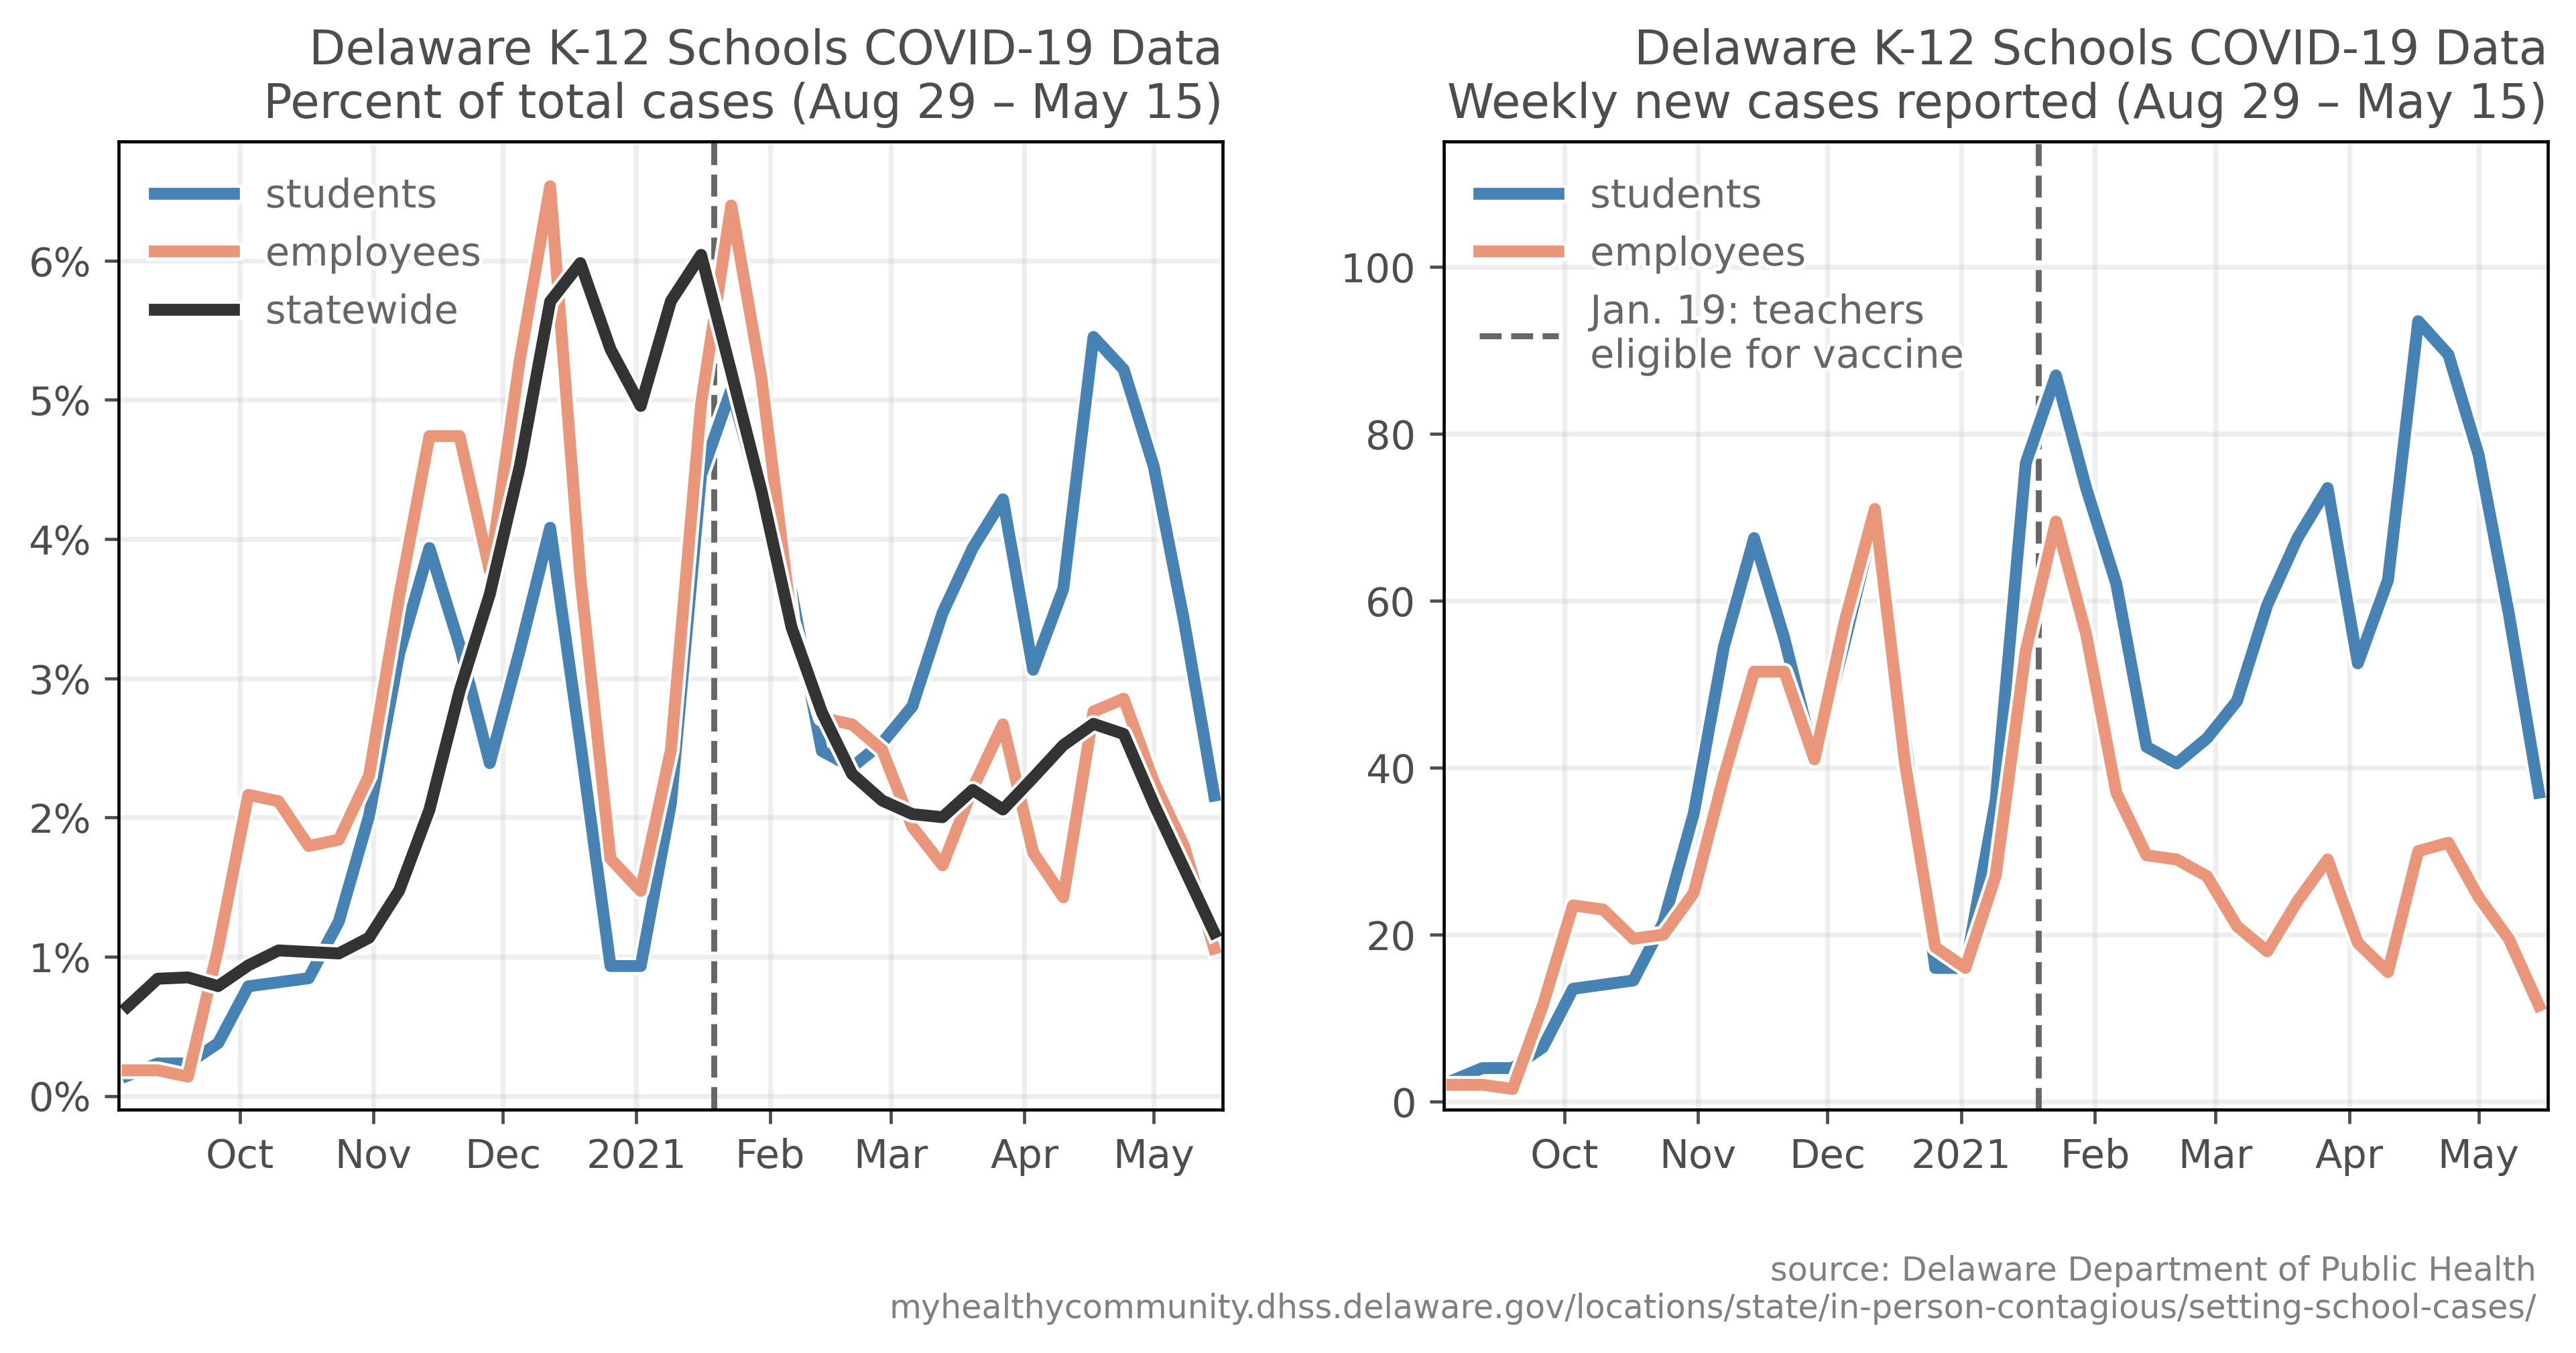 Delaware K-12 Schools COVID-19 Data
Percent of total cases (Aug 29 – May 15)
students
employees
statewide
6%
5%
4%
3%
2%
1%
0%
Oct
Nov
Dec
2021
Feb
Mar
Apr
May
Delaware K-12 Schools COVID-19 Data
Weekly new cases reported (Aug 29 – May 15)
students
employees
Jan. 19: teachers
eligible for vaccine
100
80
60
40
20
0
Oct
Nov
Dec
2021
Feb
Mar
Apr
May
source: Delaware Department of Public Health
myhealthycommunity.dhss.delaware.gov/locations/state/in-person-contagious/setting-school-cases/